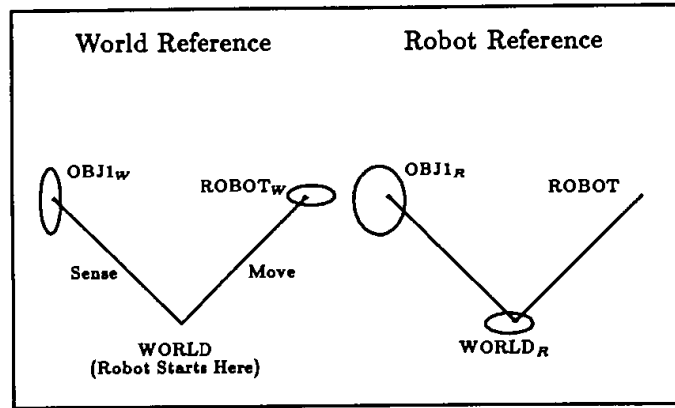 World Reference
Robot Reference
OBJ1W
ROBOTW
Sense
Move
WORLD
(Robot Starts Here)
OBJ1R
ROBOT
WORLDR